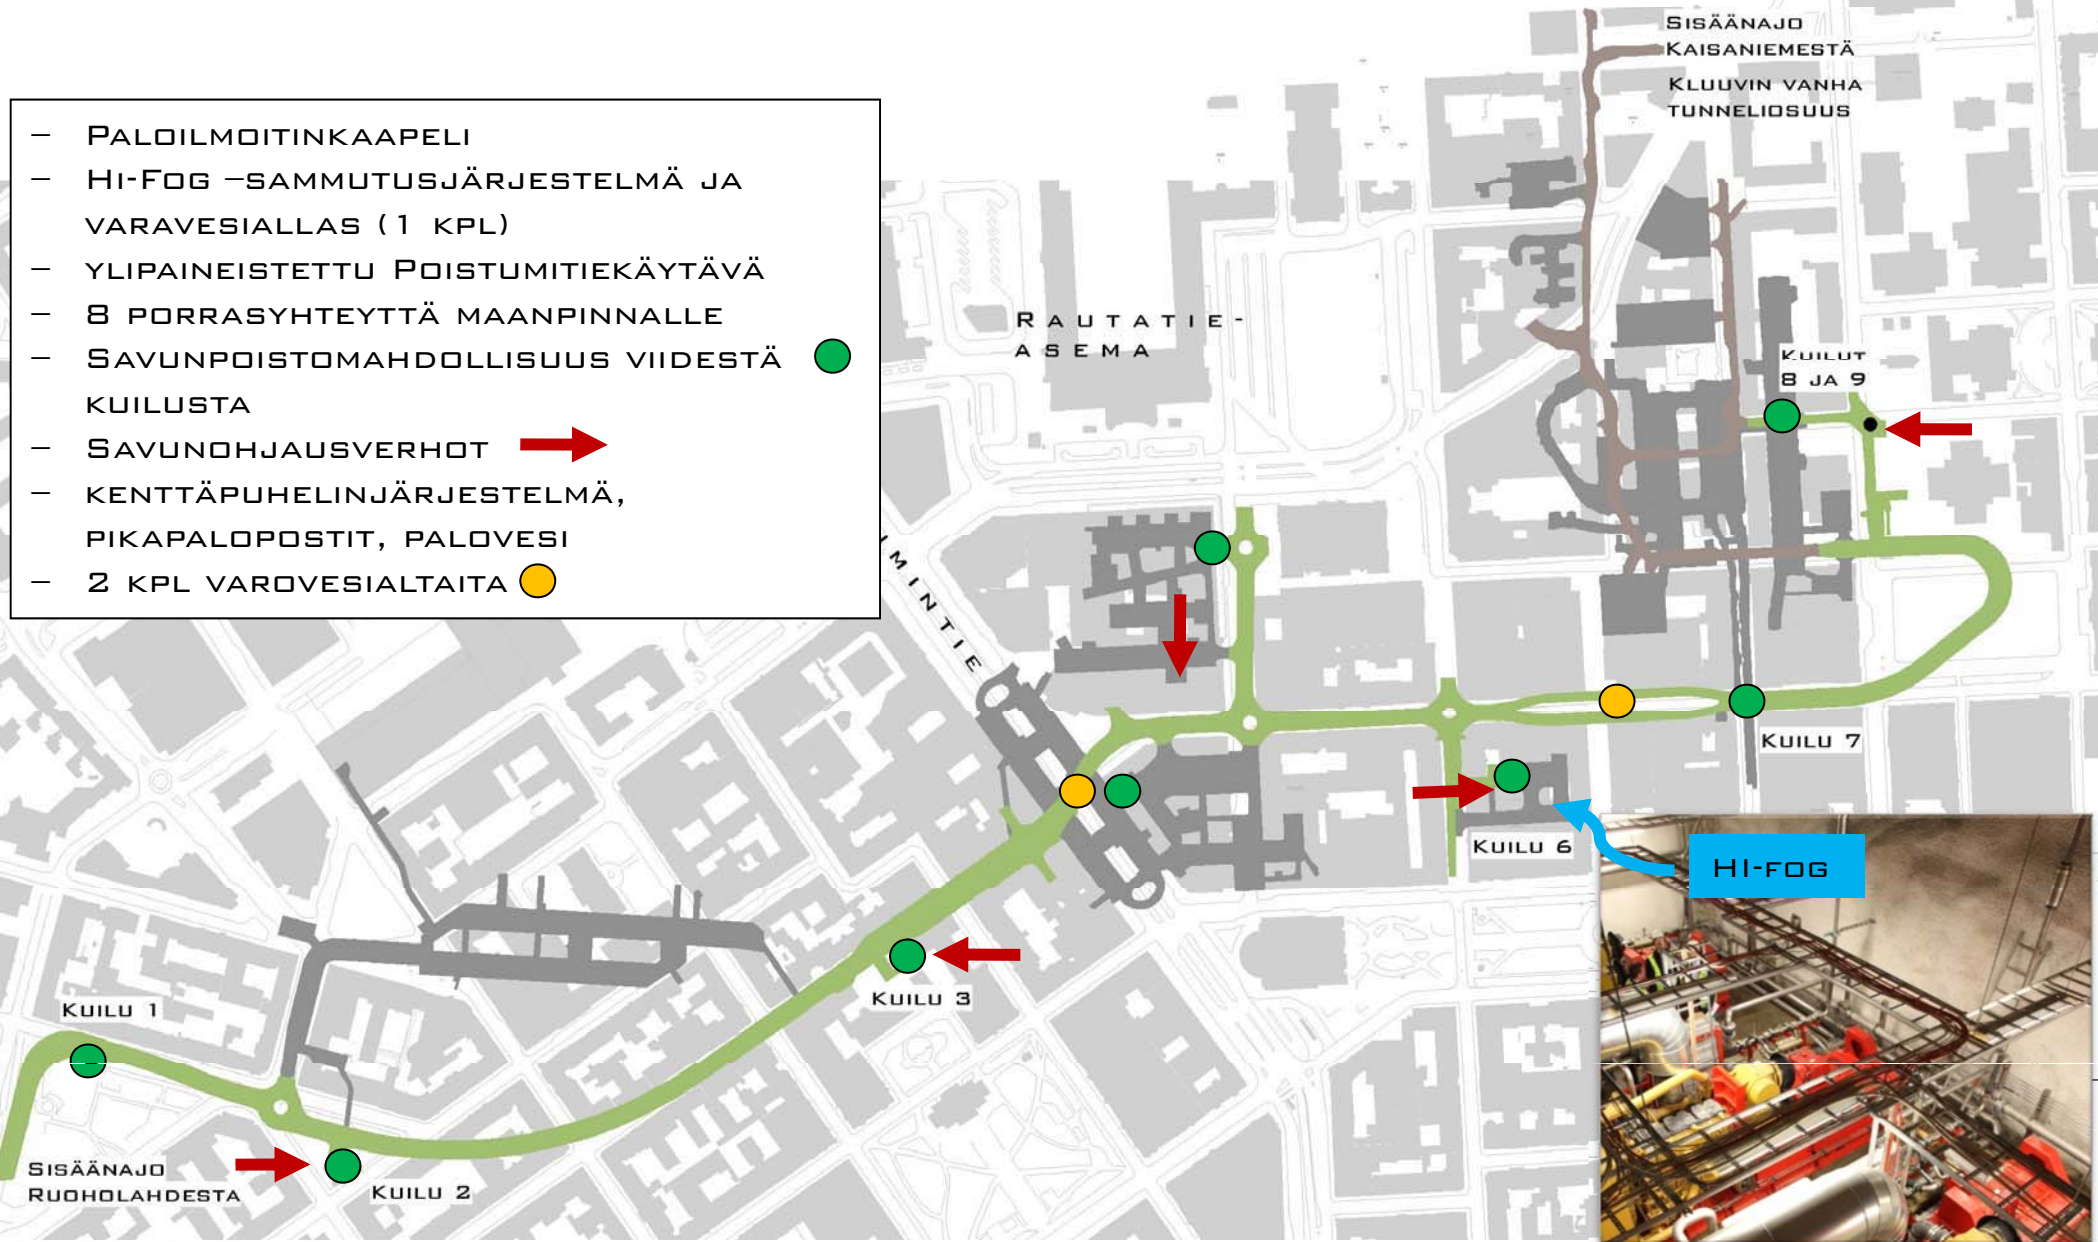 – Paloilmoitinkaapeli
– Hi-Fog –sammutusjärjestelmä ja
varavesiallas (1 kpl)
– ylipaineistettu Poistumitiekäytävä
– 8 porrasyhteyttä maanpinnalle
– Savunpoistomahdollisuus viidestä
kuilusta
– Savunohjausverhot
– kenttäpuhelinjärjestelmä,
pikapalopostit, palovesi
– 2 kpl varovesialtaita
Sisäänajo
Kaisaniemestä
Kluuvin vanha
tunneliosuus
Rautatie-
asema
Kuilut
8 ja 9
mintie
Kuilu 7
Kuilu 6
HI-fog
Kuilu 3
Kuilu 1
Sisäänajo
Ruoholahdesta
Kuilu 2